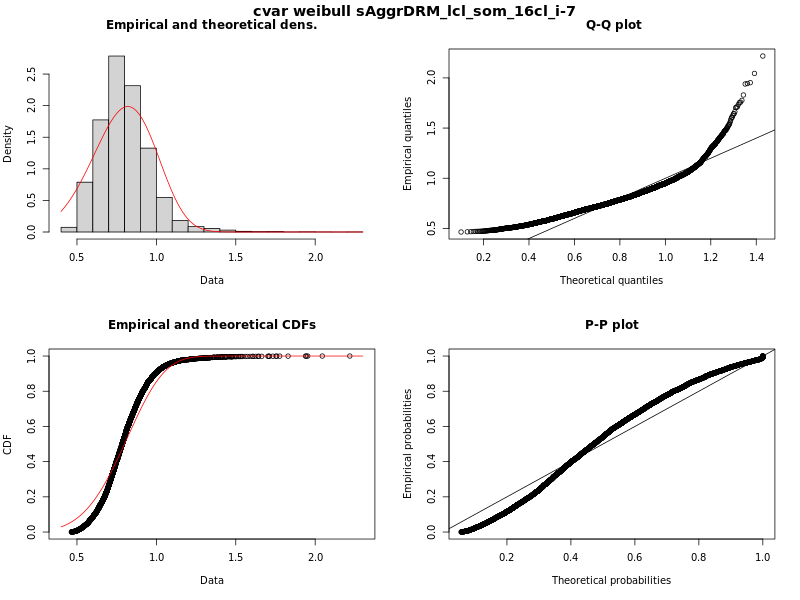 cvar weibull sAggrDRM_lcl_som_16cl_i-7
Empirical and theoretical dens.
Density
0.0 0.5 1.0 1.5 2.0 2.5
0.5 1.0 1.5 2.0
Data
Q-Q plot
Empirical quantiles
0.5 1.0 1.5 2.0
0.2 0.4 0.6 0.8 1.0 1.2 1.4
Theoretical quantiles
Empirical and theoretical CDFs
CDF
0.0 0.2 0.4 0.6 0.8 1.0
0.5 1.0 1.5 2.0
Data
P-P plot
Empirical probabilities
0.0 0.2 0.4 0.6 0.8 1.0
0.2 0.4 0.6 0.8 1.0
Theoretical probabilities